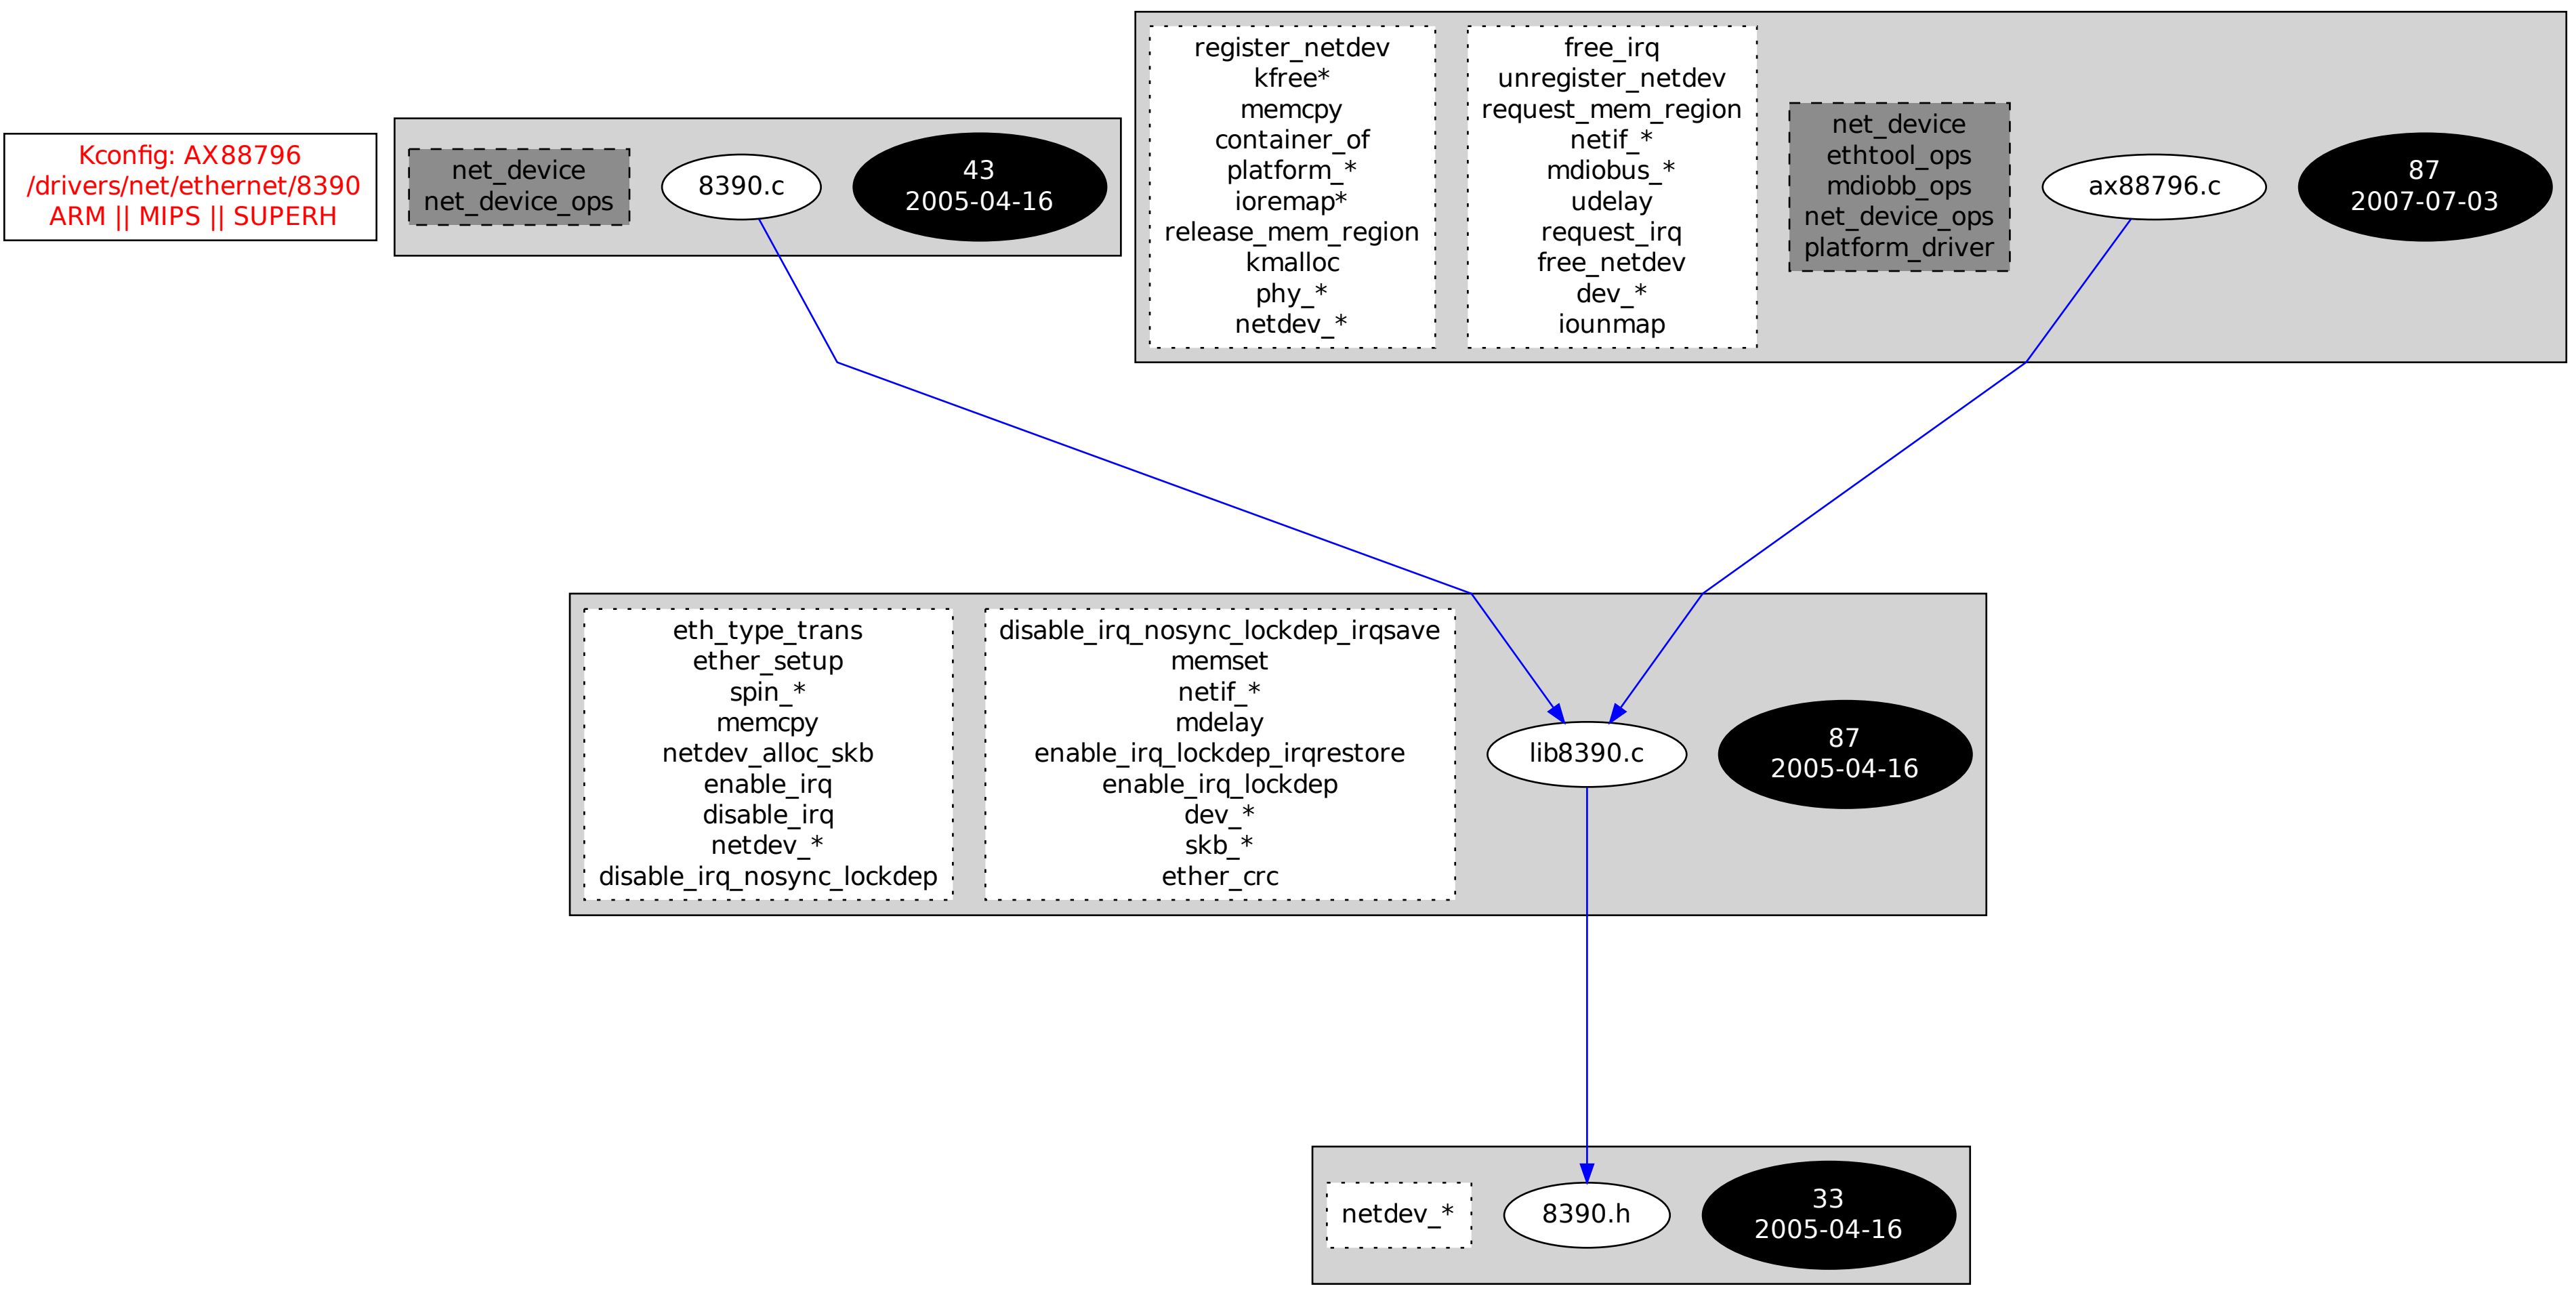 Kconfig: AX88796
/drivers/net/ethernet/8390
ARM || MIPS || SUPERH
net_device
net_device_ops
8390.c
43
2005-04-16
register_netdev
kfree*
memcpy
container_of
platform_*
ioremap*
release_mem_region
kmalloc
phy_*
netdev_*
free_irq
unregister_netdev
request_mem_region
netif_*
mdiobus_*
udelay
request_irq
free_netdev
dev_*
iounmap
net_device
ethtool_ops
mdiobb_ops
net_device_ops
platform_driver
ax88796.c
87
2007-07-03
eth_type_trans
ether_setup
spin_*
memcpy
netdev_alloc_skb
enable_irq
disable_irq
netdev_*
disable_irq_nosync_lockdep
disable_irq_nosync_lockdep_irqsave
memset
netif_*
mdelay
enable_irq_lockdep_irqrestore
enable_irq_lockdep
dev_*
skb_*
ether_crc
lib8390.c
87
2005-04-16
netdev_*
8390.h
33
2005-04-16